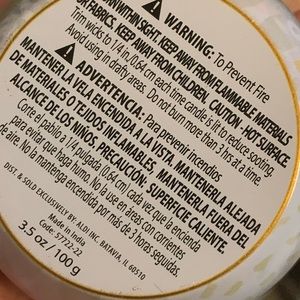 ⚠ WARNING: To Prevent Fire
WITHIN SIGHT. KEEP AWAY FROM FLAMMABLE MATERIALS
OR FABRICS. KEEP AWAY FROM CHILDREN. CAUTION - HOT SURFACE
Trim wicks to 1/4 in. (0.64 cm) each time candle is lit to reduce sooting.
Avoid using in drafty areas. Do not burn more than 3 hrs at a time.
⚠ ADVERTENCIA: Para prevenir incendios
MANTENER LA VELA ENCENDIDA A LA VISTA. MANTENERLA ALEJADA
DE MATERIALES O TEJIDOS INFLAMABLES. MANTENERLA FUERA DEL
ALCANCE DE LOS NIÑOS. PRECAUCIÓN: SUPERFICIE CALIENTE.
Corte el pabilo a 1/4 pulgada (0.64 cm) cada vez que la encienda
para evitar que haga humo. No la use en áreas con corrientes
de aire. No la mantenga encendida por más de 3 horas seguidas.
DIST. & SOLD EXCLUSIVELY BY: ALDI INC. BATAVIA, IL 60510
Made in India
Code: 57722-22
3.5 oz / 100 g